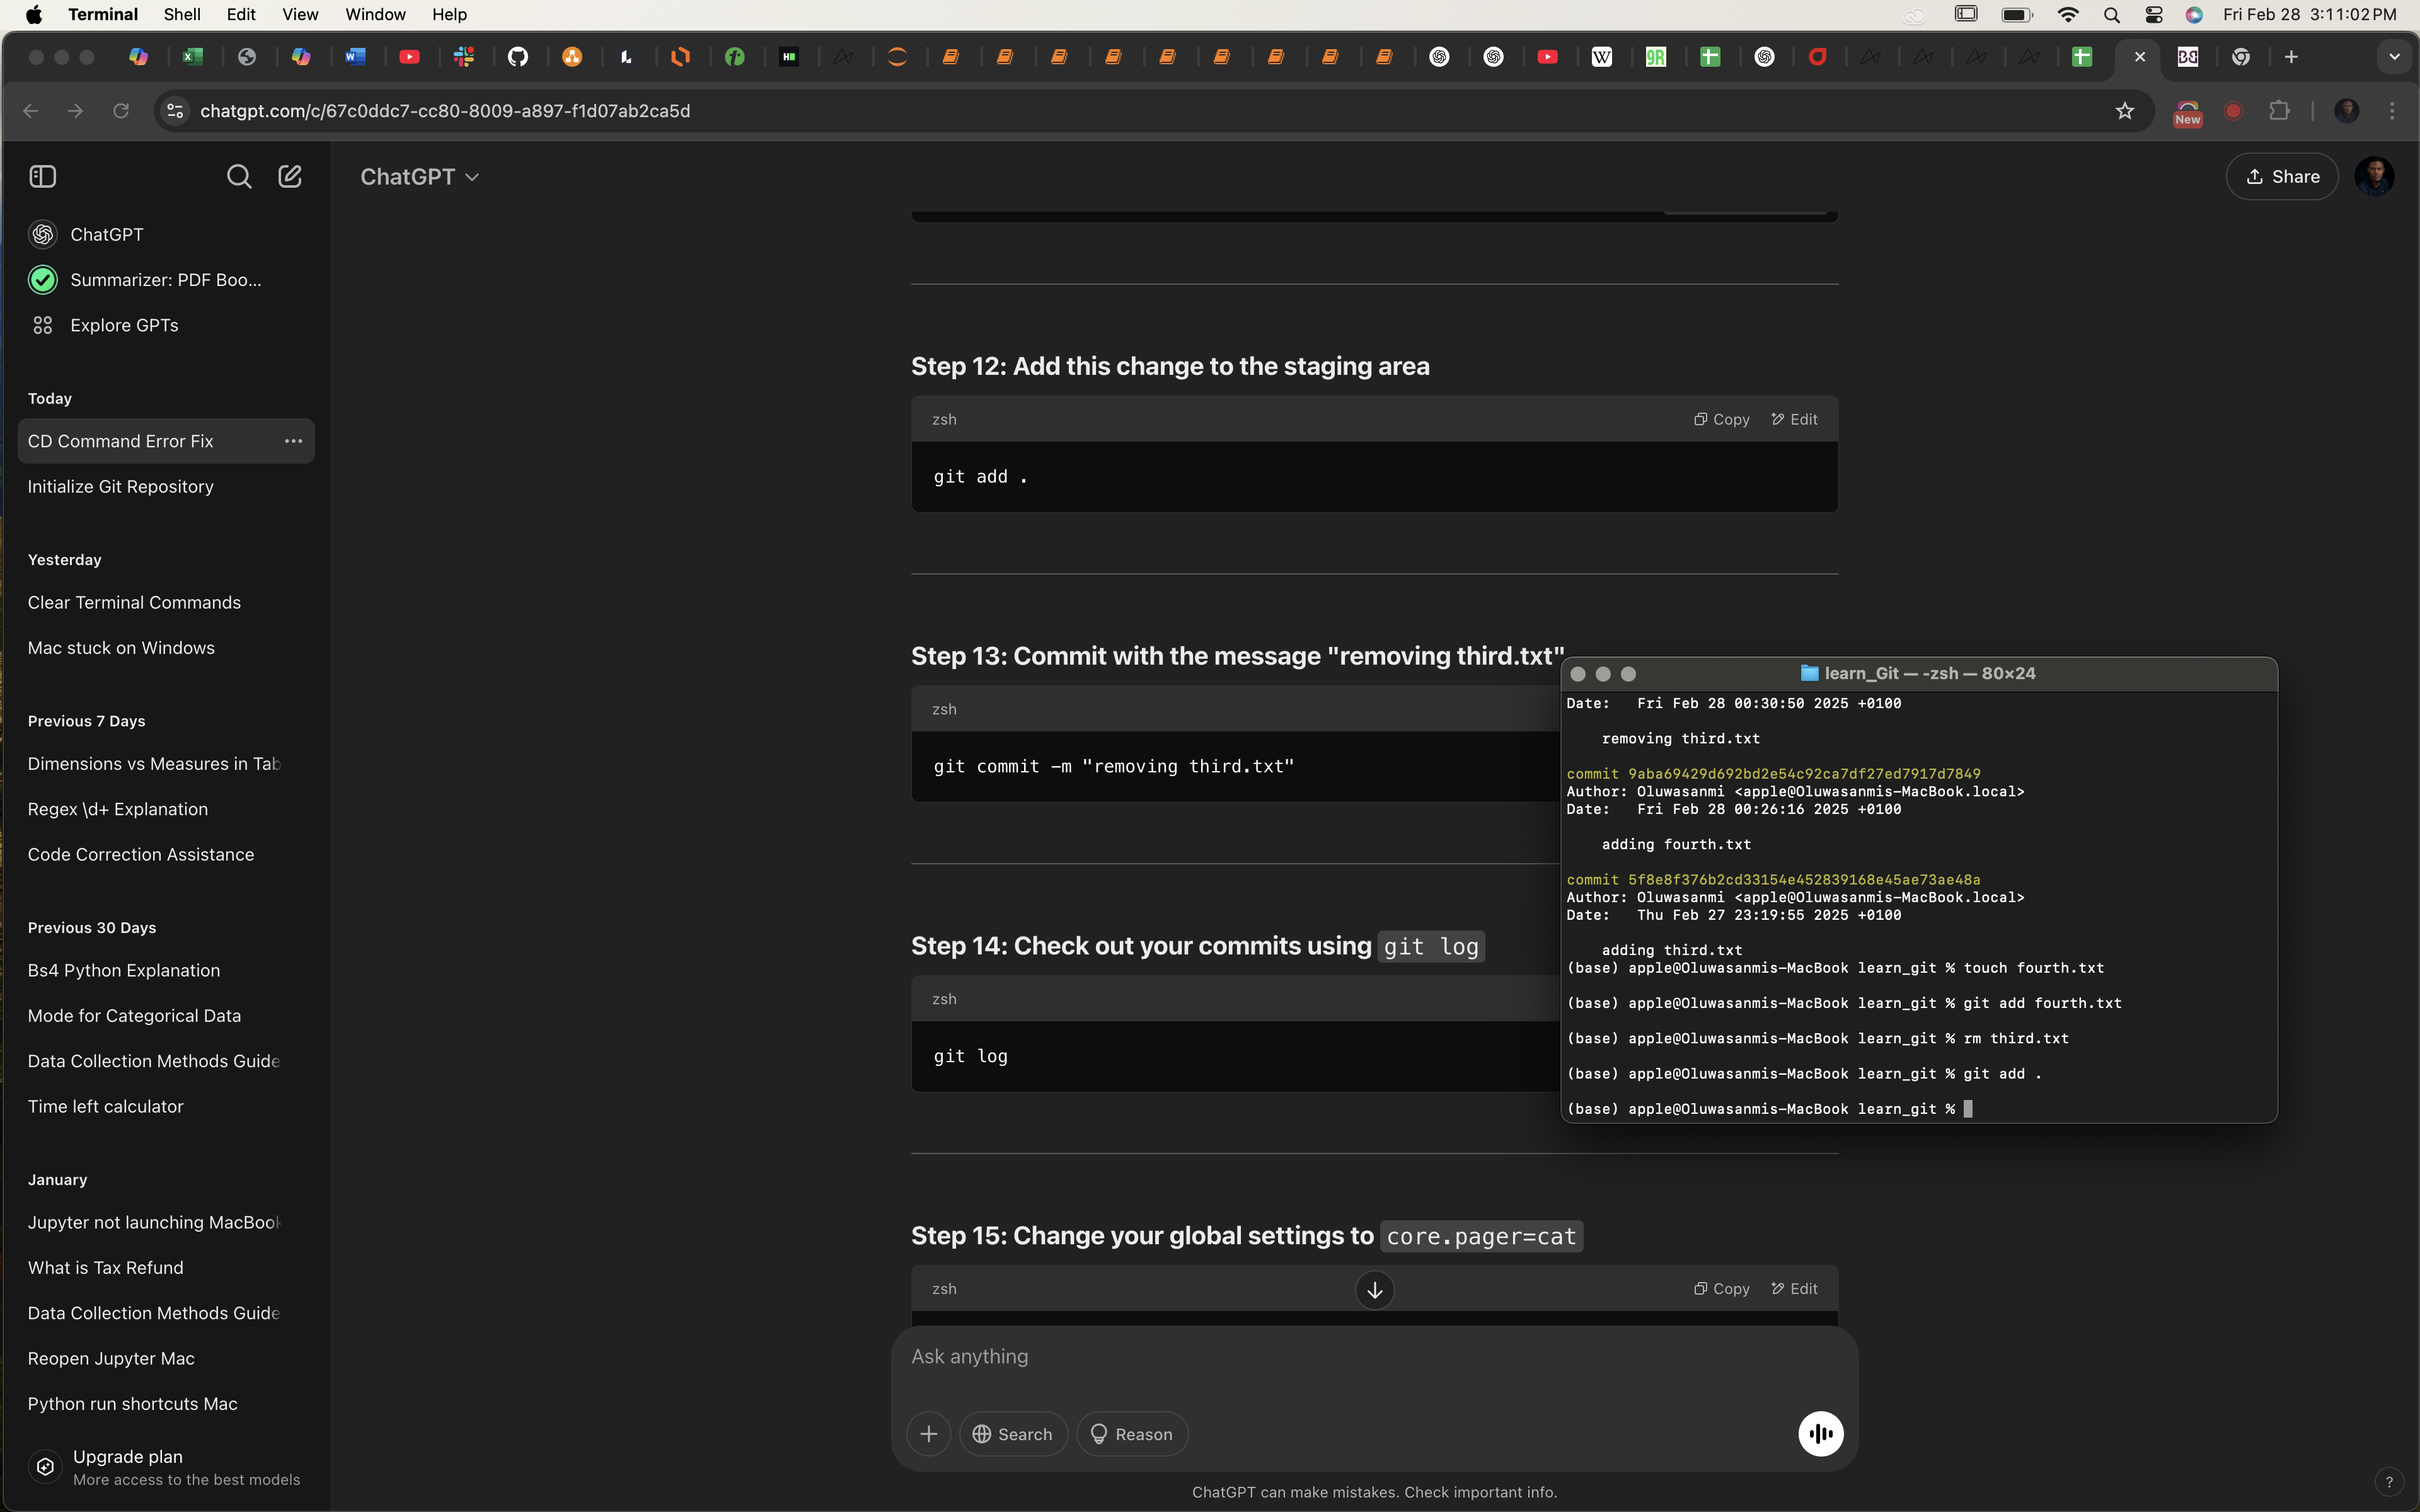 Terminal Shell Edit View Window Help
Fri Feb 28 3:11:02 PM
chatgpt.com/c/67c0ddc7-cc80-8009-a897-f1d07ab2ca5d
New
ChatGPT
Share
ChatGPT
Summarizer: PDF Boo...
Explore GPTs
Today
CD Command Error Fix
Initialize Git Repository
Yesterday
Clear Terminal Commands
Mac stuck on Windows
Previous 7 Days
Dimensions vs Measures in Tab
Regex \d+ Explanation
Code Correction Assistance
Previous 30 Days
Bs4 Python Explanation
Mode for Categorical Data
Data Collection Methods Guide
Time left calculator
January
Jupyter not launching MacBook
What is Tax Refund
Data Collection Methods Guide
Reopen Jupyter Mac
Python run shortcuts Mac
Upgrade plan
More access to the best models
Step 12: Add this change to the staging area
zsh
Copy Edit
git add .
Step 13: Commit with the message "removing third.txt"
zsh
git commit -m "removing third.txt"
Step 14: Check out your commits using git log
zsh
git log
Step 15: Change your global settings to core.pager=cat
zsh
Copy Edit
Ask anything
Search
Reason
ChatGPT can make mistakes. Check important info.
?
learn_Git — -zsh — 80×24
Date: Fri Feb 28 00:30:50 2025 +0100
removing third.txt
commit 9aba69429d692bd2e54c92ca7df27ed7917d7849
Author: Oluwasanmi <apple@Oluwasanmis-MacBook.local>
Date: Fri Feb 28 00:26:16 2025 +0100
adding fourth.txt
commit 5f8e8f376b2cd33154e452839168e45ae73ae48a
Author: Oluwasanmi <apple@Oluwasanmis-MacBook.local>
Date: Thu Feb 27 23:19:55 2025 +0100
adding third.txt
(base) apple@Oluwasanmis-MacBook learn_git % touch fourth.txt
(base) apple@Oluwasanmis-MacBook learn_git % git add fourth.txt
(base) apple@Oluwasanmis-MacBook learn_git % rm third.txt
(base) apple@Oluwasanmis-MacBook learn_git % git add .
(base) apple@Oluwasanmis-MacBook learn_git %